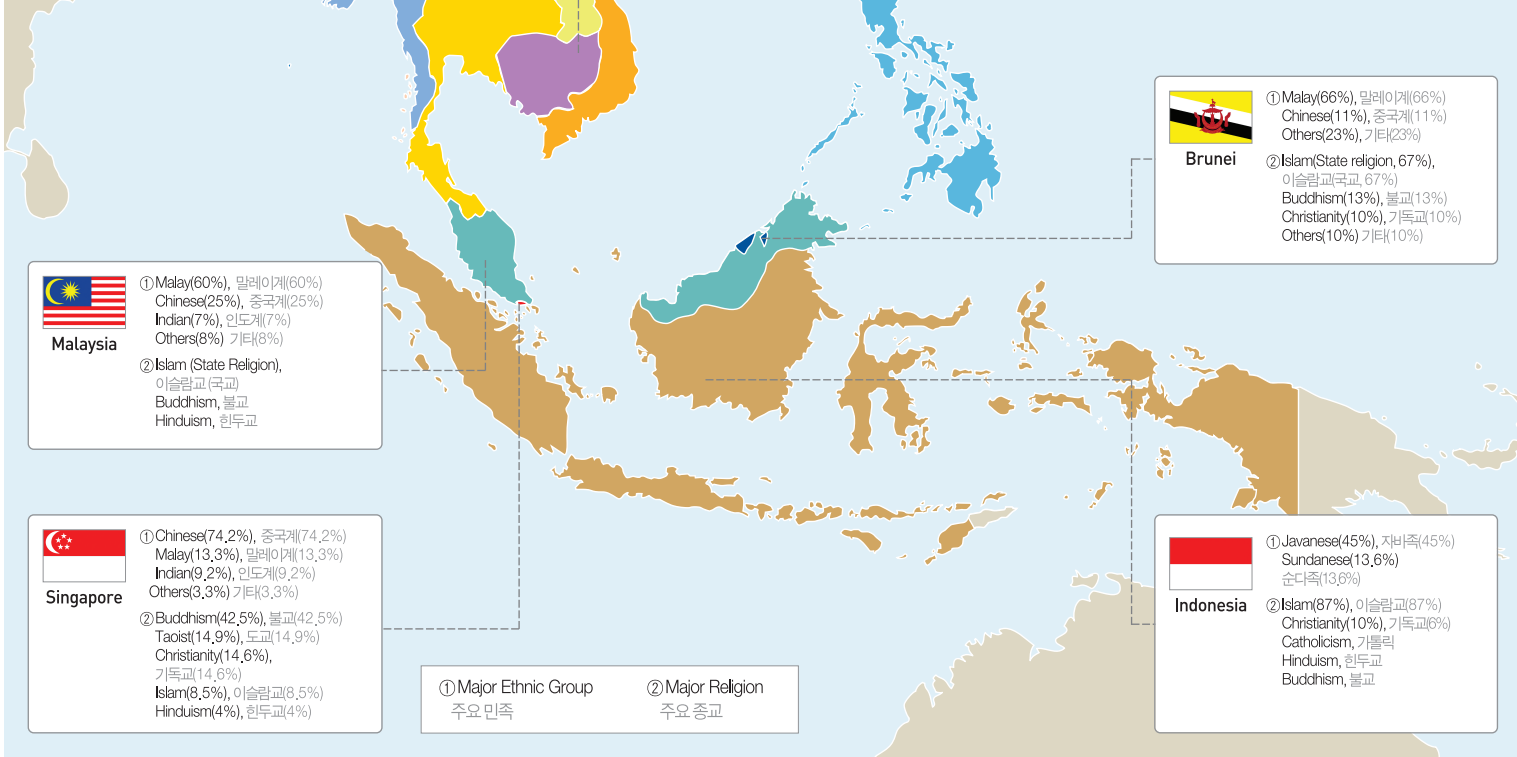 Malaysia
①Malay(60%), 말레이계(60%)
Chinese(25%), 중국계(25%)
Indian(7%), 인도계(7%)
Others(8%) 기타(8%)
②Islam (State Religion),
이슬람교 (국교)
Buddhism, 불교
Hinduism, 힌두교
Singapore
①Chinese(74.2%), 중국계(74.2%)
Malay(13.3%), 말레이계(13.3%)
Indian(9.2%), 인도계(9.2%)
Others(3.3%) 기타(3.3%)
②Buddhism(42.5%), 불교(42.5%)
Taoist(14.9%), 도교(14.9%)
Christianity(14.6%),
기독교(14.6%)
Islam(8.5%), 이슬람교(8.5%)
Hinduism(4%), 힌두교(4%)
①Major Ethnic Group
주요 민족
②Major Religion
주요 종교
Brunei
①Malay(66%), 말레이계(66%)
Chinese(11%), 중국계(11%)
Others(23%), 기타(23%)
②Islam(State religion, 67%),
이슬람교(국교, 67%)
Buddhism(13%), 불교(13%)
Christianity(10%), 기독교(10%)
Others(10%) 기타(10%)
Indonesia
①Javanese(45%), 자바족(45%)
Sundanese(13.6%)
순다족(13.6%)
②Islam(87%), 이슬람교(87%)
Christianity(10%), 기독교(6%)
Catholicism, 가톨릭
Hinduism, 힌두교
Buddhism, 불교